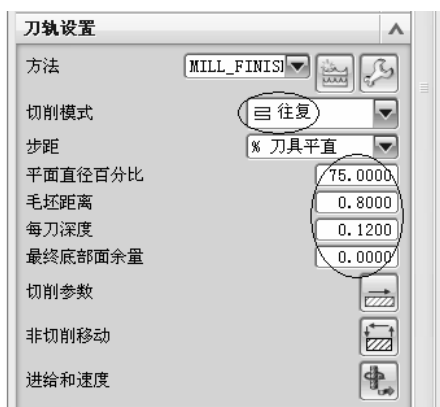 刀轨设置
方法 MILL_FINIS
切削模式 往复
步距 % 刀具平直
平面直径百分比 75.0000
毛坯距离 0.8000
每刀深度 0.1200
最终底部面余量 0.0000
切削参数
非切削移动
进给和速度